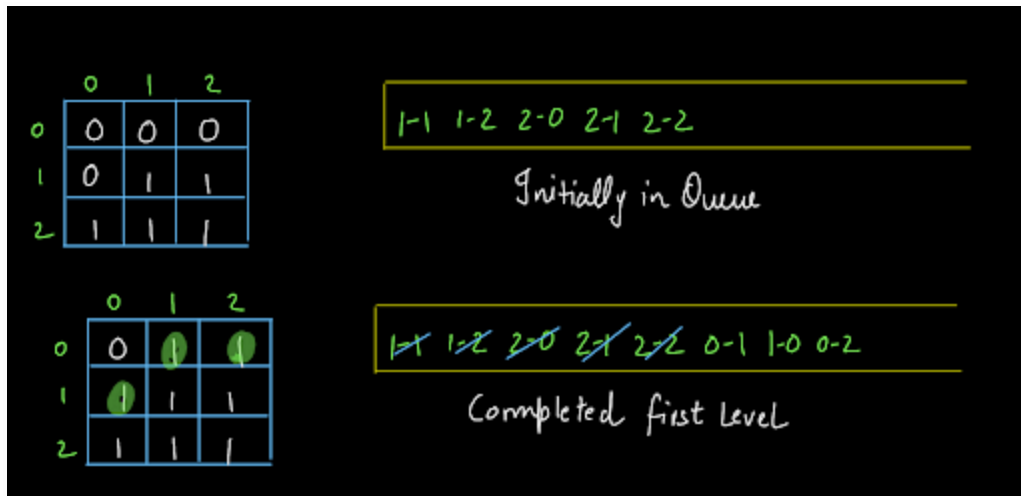 0 1 2
0 0 0 0
1 0 1 1
2 1 1 1
1-1 1-2 2-0 2-1 2-2
Initially in Queue
0 1 2
0 0 1 1
1 1 1 1
2 1 1 1
1-1 1-2 2-0 2-1 2-2 0-1 1-0 0-2
Completed first Level